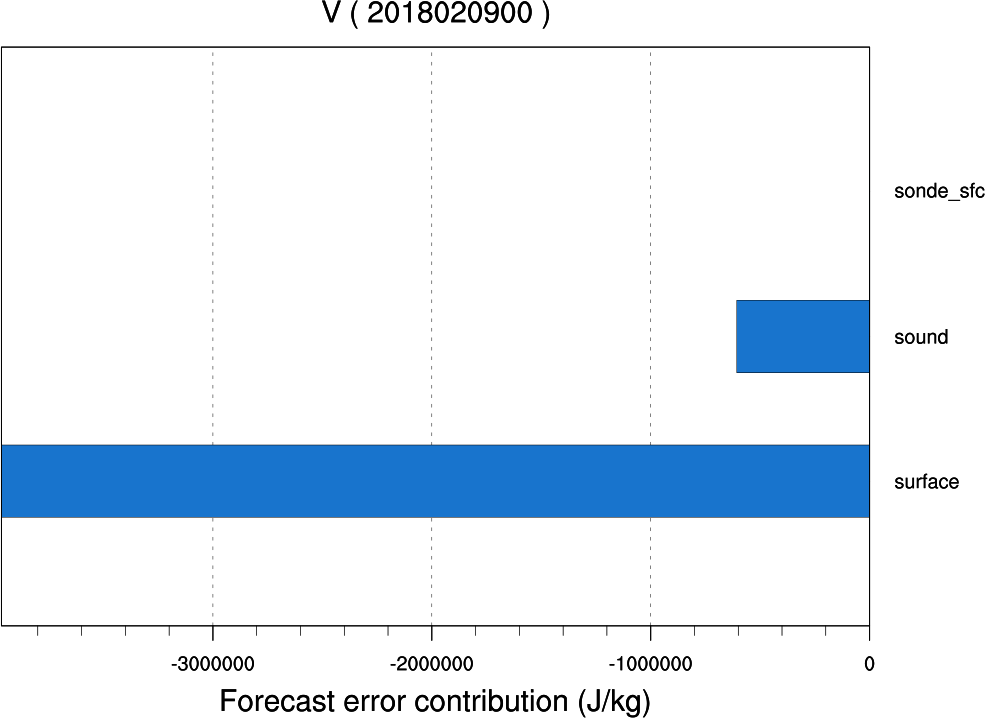 V ( 2018020900 )
sonde_sfc
sound
surface
-3000000 -2000000 -1000000 0
Forecast error contribution (J/kg)